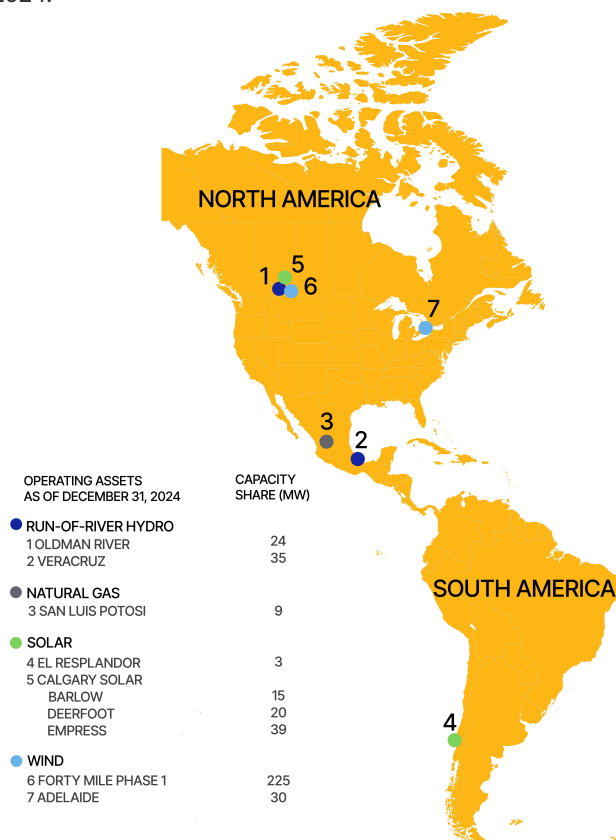 NORTH AMERICA
5
1
6
7
3
2
OPERATING ASSETS
AS OF DECEMBER 31, 2024
CAPACITY
SHARE (MW)
RUN-OF-RIVER HYDRO
1 OLDMAN RIVER 24
2 VERACRUZ 35
NATURAL GAS
3 SAN LUIS POTOSI 9
SOLAR
4 EL RESPLANDOR 3
5 CALGARY SOLAR
BARLOW 15
DEERFOOT 20
EMPRESS 39
WIND
6 FORTY MILE PHASE 1 225
7 ADELAIDE 30
SOUTH AMERICA
4